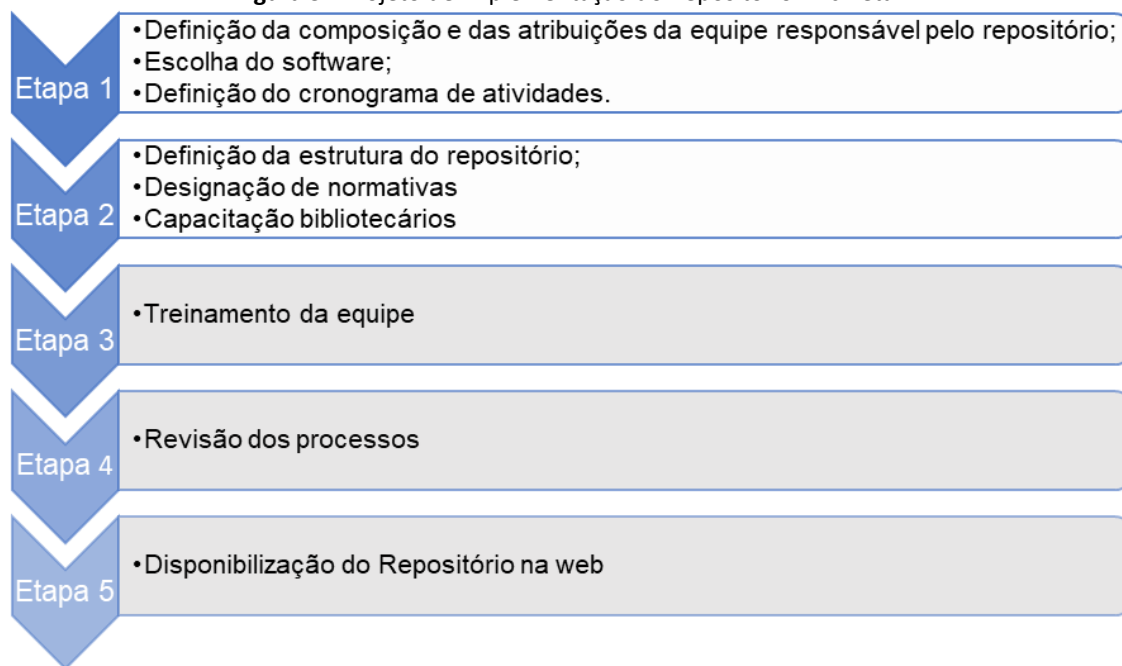 Etapa 1
•Definição da composição e das atribuições da equipe responsável pelo repositório;
•Escolha do software;
•Definição do cronograma de atividades.
Etapa 2
•Definição da estrutura do repositório;
•Designação de normativas
•Capacitação bibliotecários
Etapa 3
•Treinamento da equipe
Etapa 4
•Revisão dos processos
Etapa 5
•Disponibilização do Repositório na web